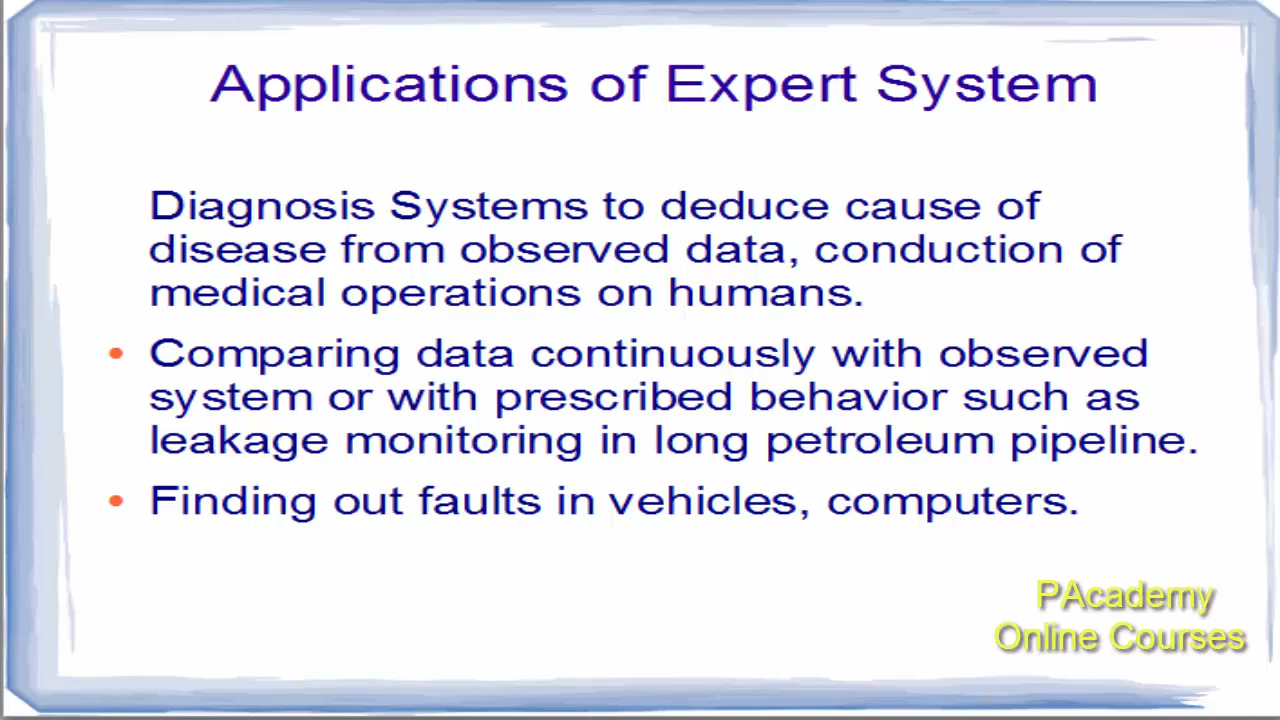 Applications of Expert System
Diagnosis Systems to deduce cause of
disease from observed data, conduction of
medical operations on humans.
• Comparing data continuously with observed
system or with prescribed behavior such as
leakage monitoring in long petroleum pipeline.
• Finding out faults in vehicles, computers.
PAcademy
Online Courses